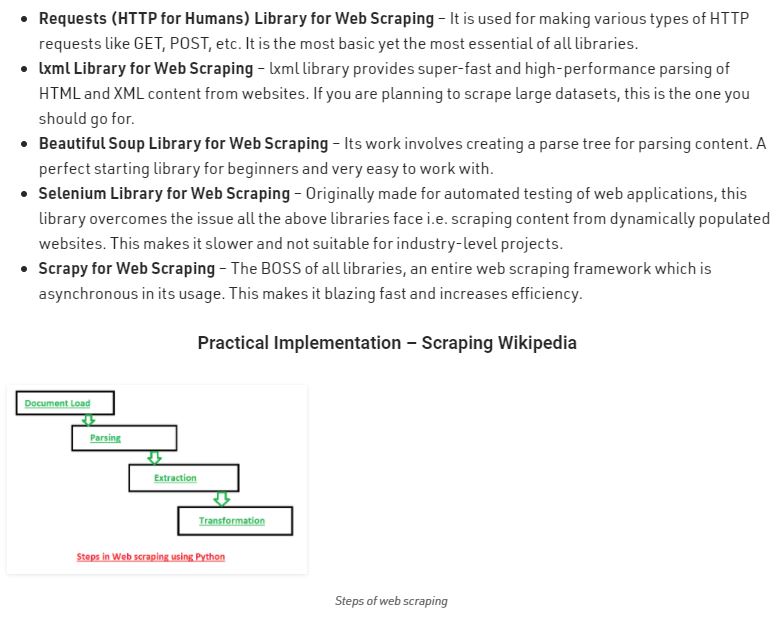 Requests (HTTP for Humans) Library for Web Scraping – It is used for making various types of HTTP
requests like GET, POST, etc. It is the most basic yet the most essential of all libraries.
lxml Library for Web Scraping – lxml library provides super-fast and high-performance parsing of
HTML and XML content from websites. If you are planning to scrape large datasets, this is the one you
should go for.
Beautiful Soup Library for Web Scraping – Its work involves creating a parse tree for parsing content. A
perfect starting library for beginners and very easy to work with.
Selenium Library for Web Scraping – Originally made for automated testing of web applications, this
library overcomes the issue all the above libraries face i.e. scraping content from dynamically populated
websites. This makes it slower and not suitable for industry-level projects.
Scrapy for Web Scraping – The BOSS of all libraries, an entire web scraping framework which is
asynchronous in its usage. This makes it blazing fast and increases efficiency.
Practical Implementation – Scraping Wikipedia
Document Load
Parsing
Extraction
Transformation
Steps in Web scraping using Python
Steps of web scraping